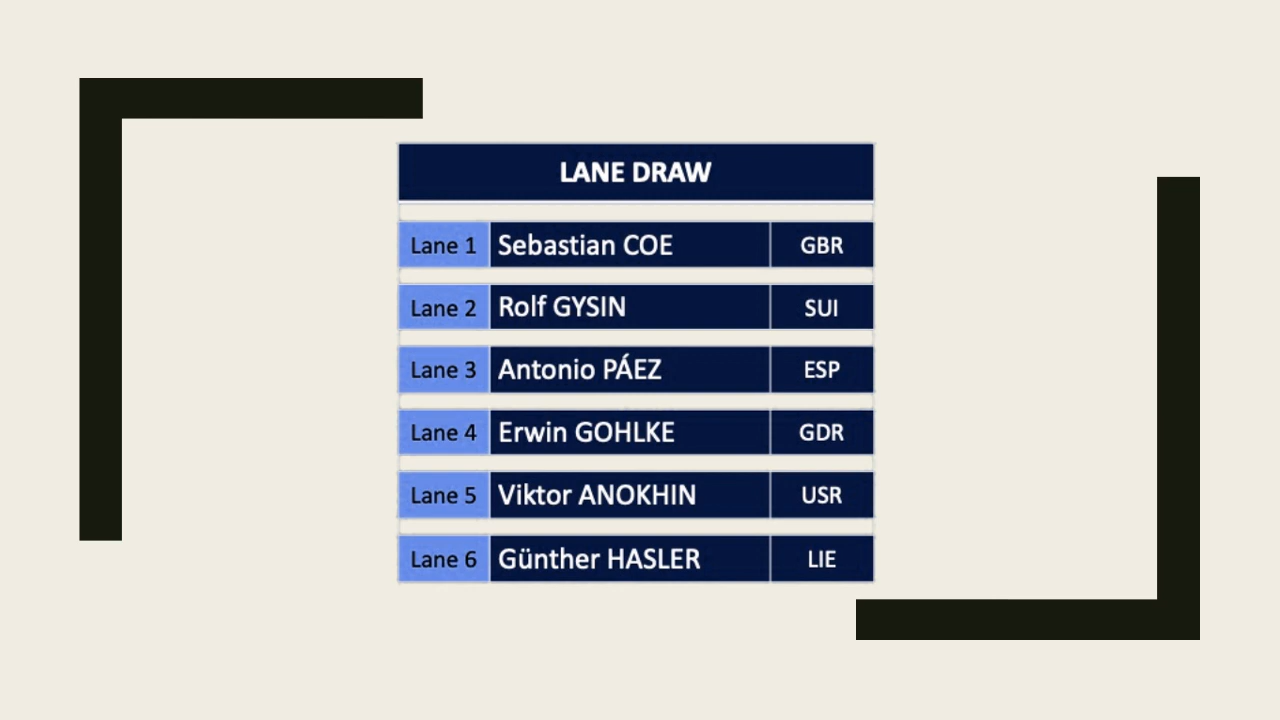 LANE DRAW
Lane 1 Sebastian COE GBR
Lane 2 Rolf GYSIN SUI
Lane 3 Antonio PÁEZ ESP
Lane 4 Erwin GOHLKE GDR
Lane 5 Viktor ANOKHIN USR
Lane 6 Günther HASLER LIE